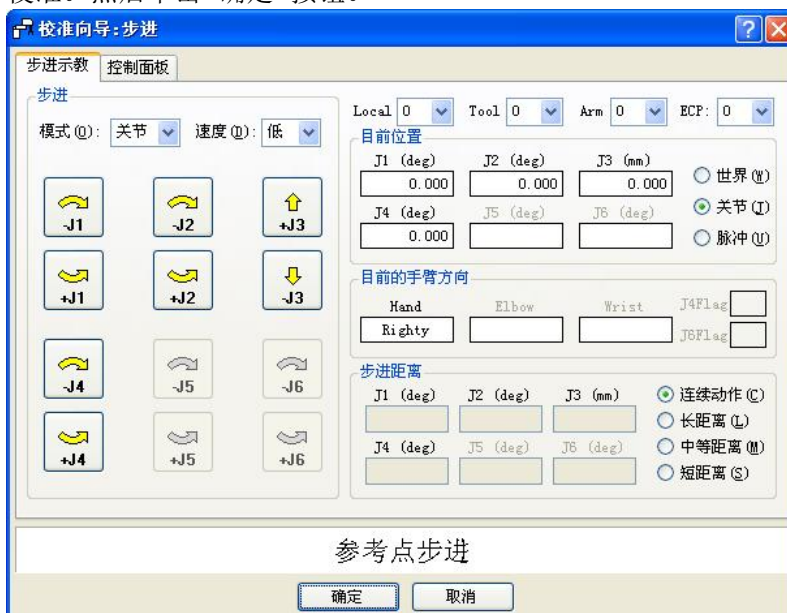 校准向导:步进
步进示教 控制面板
步进
模式(O): 关节 速度(D): 低
-J1 -J2 +J3
+J1 +J2 -J3
-J4 -J5 -J6
+J4 +J5 +J6
Local 0 Tool 0 Arm 0 ECP: 0
目前位置
J1 (deg) J2 (deg) J3 (mm)
0.000 0.000 0.000
J4 (deg) J5 (deg) J6 (deg)
0.000
世界(W)
关节(J)
脉冲(U)
目前的手臂方向
Hand Elbow Wrist J4Flag
Righty J6Flag
步进距离
J1 (deg) J2 (deg) J3 (mm)
J4 (deg) J5 (deg) J6 (deg)
连续动作(C)
长距离(L)
中等距离(M)
短距离(S)
参考点步进
确定 取消